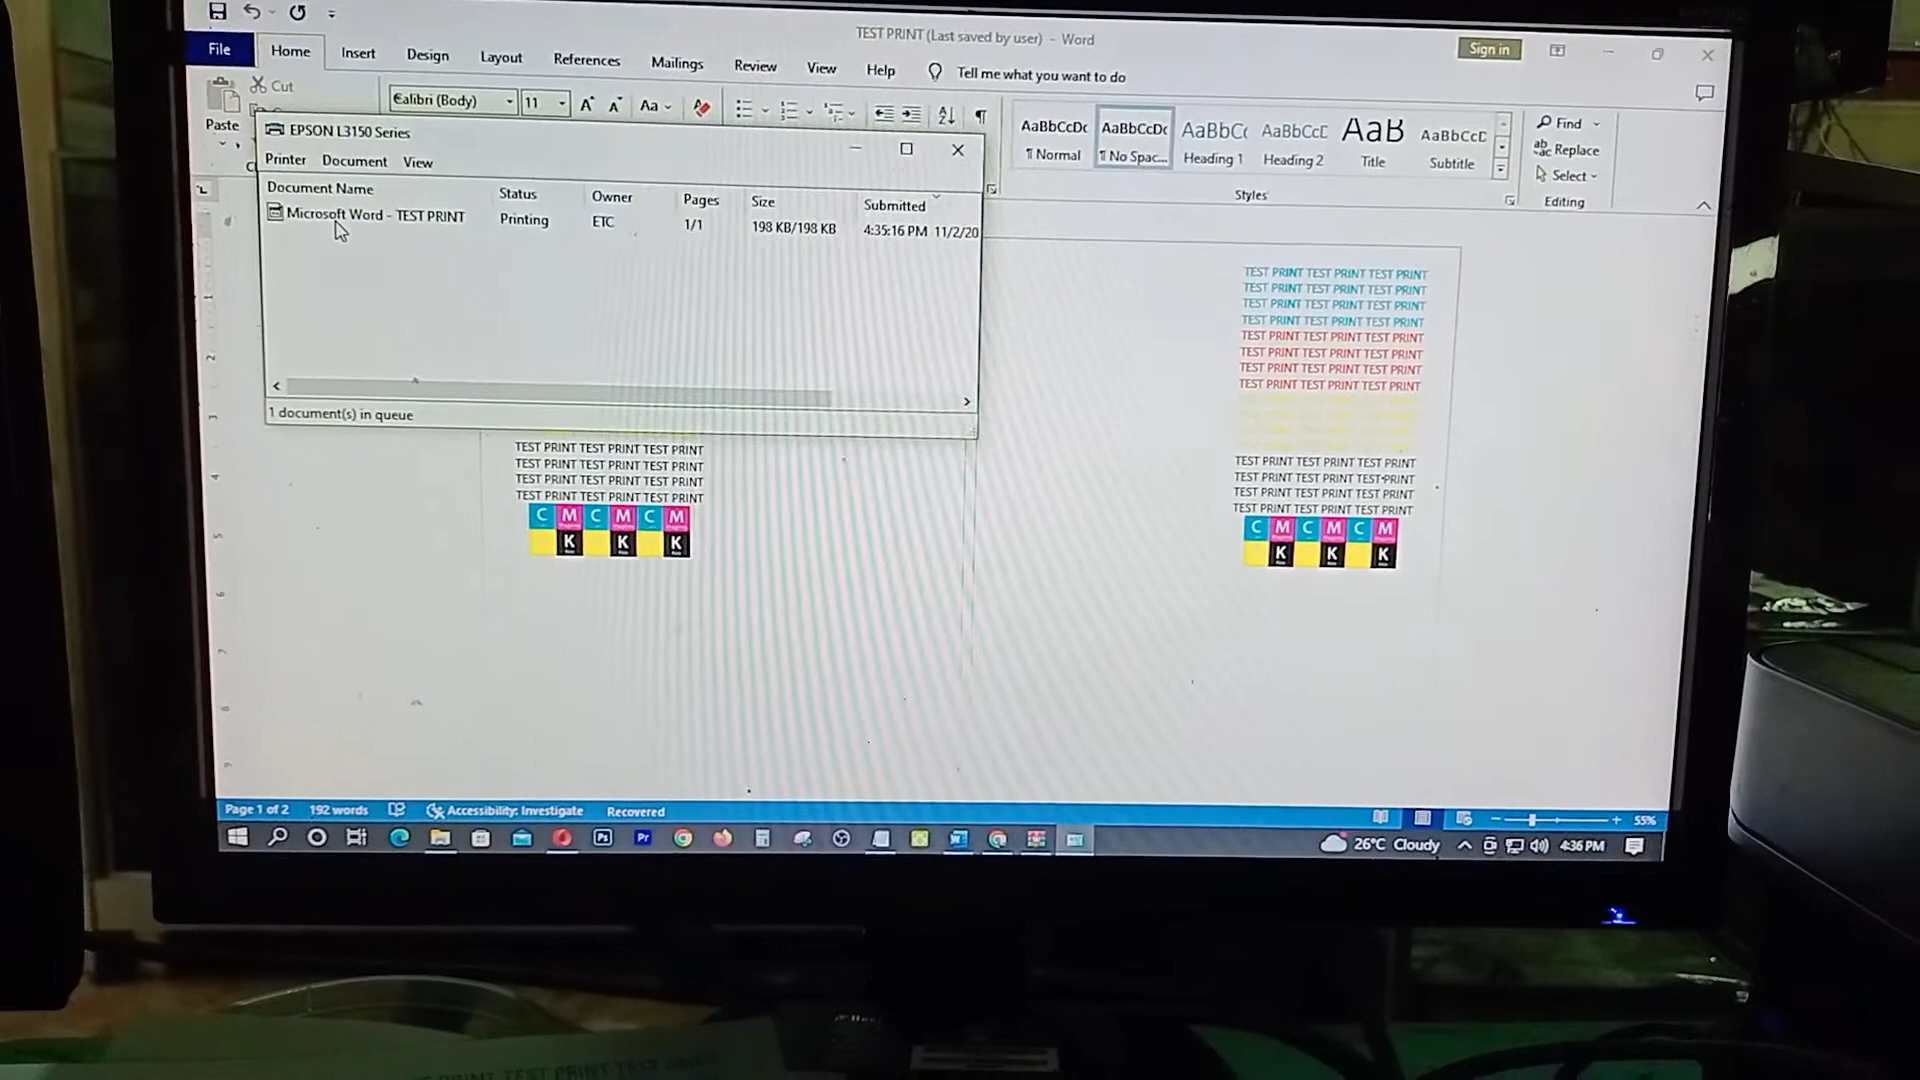 TEST PRINT (Last saved by user) - Word
Sign in
File Home Insert Design Layout References Mailings Review View Help Tell me what you want to do
Cut
Paste
Calibri (Body) 11 Aa
AaBbCcDc AaBbCcDc AaBbCc AaBbCcD AaB AaBbCcD
¶ Normal ¶ No Spac... Heading 1 Heading 2 Title Subtitle
Styles
Find
Replace
Select
Editing
EPSON L3150 Series
Printer Document View
Document Name Status Owner Pages Size Submitted
Microsoft Word - TEST PRINT Printing ETC 1/1 198 KB/198 KB 4:35:16 PM 11/2/20
1 document(s) in queue
TEST PRINT TEST PRINT TEST PRINT
TEST PRINT TEST PRINT TEST PRINT
TEST PRINT TEST PRINT TEST PRINT
TEST PRINT TEST PRINT TEST PRINT
C M C M C M
K K K
TEST PRINT TEST PRINT TEST PRINT
TEST PRINT TEST PRINT TEST PRINT
TEST PRINT TEST PRINT TEST PRINT
TEST PRINT TEST PRINT TEST PRINT
TEST PRINT TEST PRINT TEST PRINT
TEST PRINT TEST PRINT TEST PRINT
TEST PRINT TEST PRINT TEST PRINT
TEST PRINT TEST PRINT TEST PRINT
TEST PRINT TEST PRINT TEST PRINT
TEST PRINT TEST PRINT TEST PRINT
TEST PRINT TEST PRINT TEST PRINT
TEST PRINT TEST PRINT TEST PRINT
C M C M C M
K K K
Page 1 of 2 192 words Accessibility: Investigate Recovered 55%
Ps Pr 26°C Cloudy 4:36 PM
PRINT TEST PRINT TEST PRINT